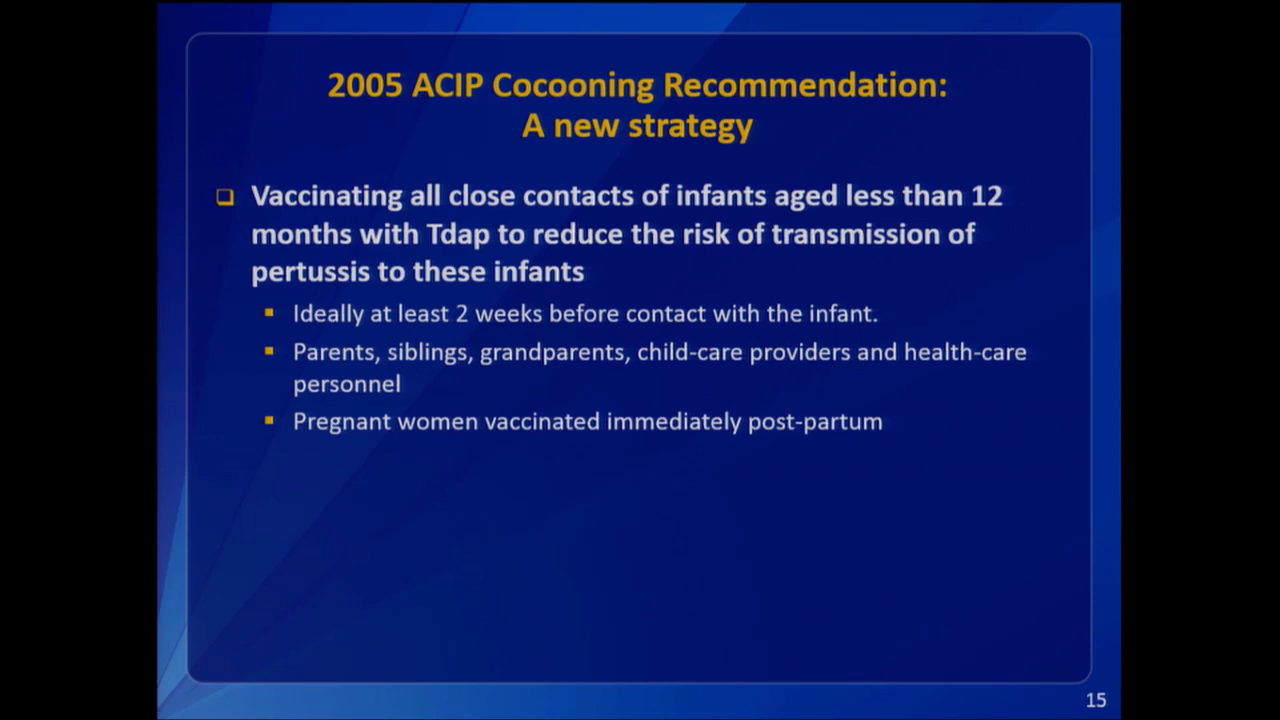 2005 ACIP Cocooning Recommendation:
A new strategy
Vaccinating all close contacts of infants aged less than 12
months with Tdap to reduce the risk of transmission of
pertussis to these infants
Ideally at least 2 weeks before contact with the infant.
Parents, siblings, grandparents, child-care providers and health-care
personnel
Pregnant women vaccinated immediately post-partum
15